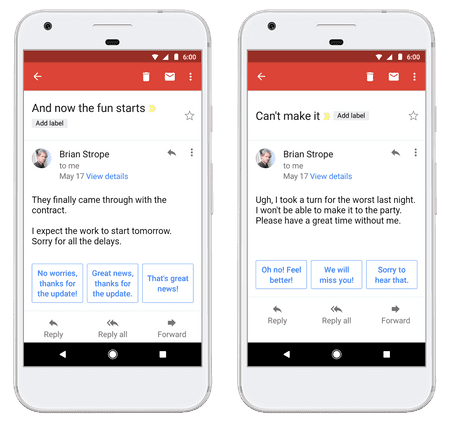 6:00
And now the fun starts
Add label
Brian Strope
to me
May 17 View details
They finally came through with the
contract.
I expect the work to start tomorrow.
Sorry for all the delays.
No worries,
thanks for
the update!
Great news,
thanks for
the update.
That's great
news!
Reply
Reply all
Forward
6:00
Can't make it
Add label
Brian Strope
to me
May 17 View details
Ugh, I took a turn for the worst last night.
I won't be able to make it to the party.
Please have a great time without me.
Oh no! Feel
better!
We will
miss you!
Sorry to
hear that.
Reply
Reply all
Forward